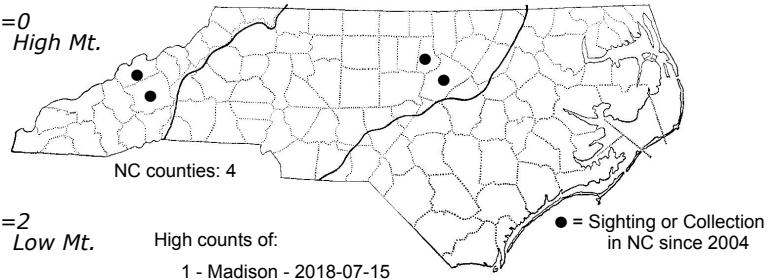 =0
High Mt.
NC counties: 4
=2
Low Mt.
High counts of:
1 - Madison - 2018-07-15
= Sighting or Collection
in NC since 2004